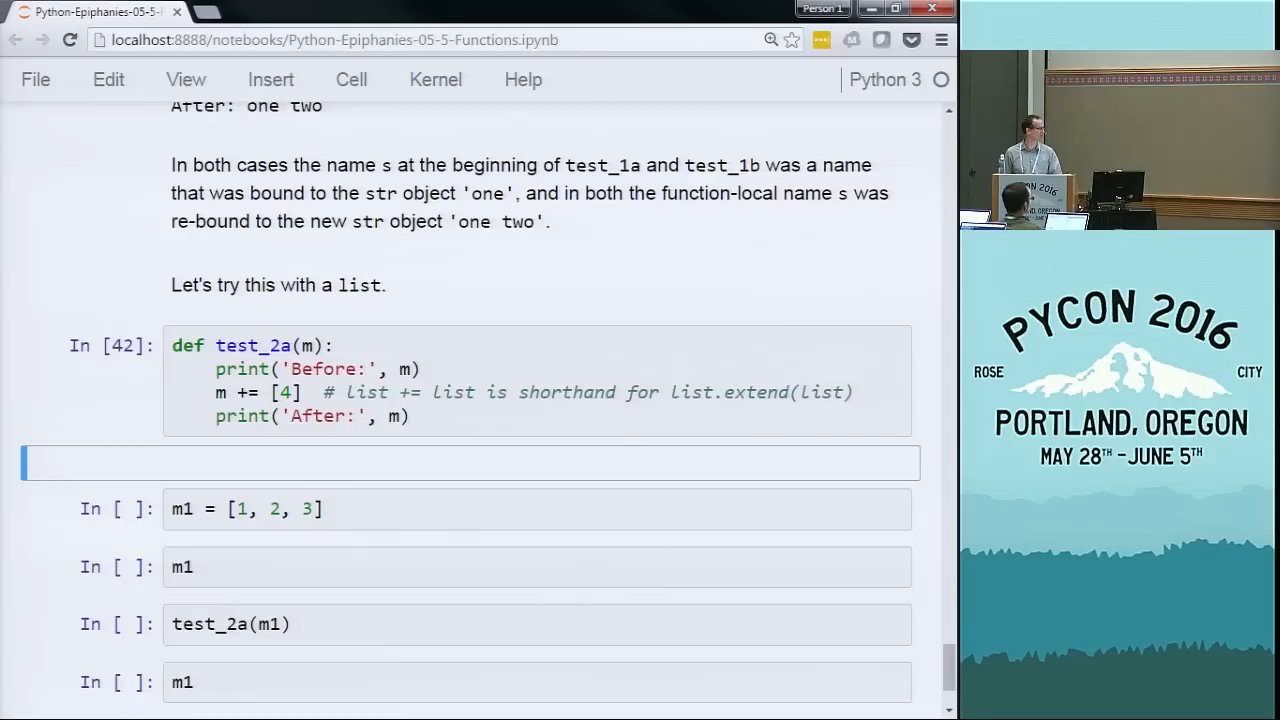 Python-Epiphanies-05-5-
Person 1
localhost:8888/notebooks/Python-Epiphanies-05-5-Functions.ipynb
File Edit View Insert Cell Kernel Help Python 3
After: one two
In both cases the name s at the beginning of test_1a and test_1b was a name
that was bound to the str object 'one', and in both the function-local name s was
re-bound to the new str object 'one two'.
Let's try this with a list.
In [42]: def test_2a(m):
print('Before:', m)
m += [4]  # list += list is shorthand for list.extend(list)
print('After:', m)
In [ ]: m1 = [1, 2, 3]
In [ ]: m1
In [ ]: test_2a(m1)
In [ ]: m1
PYCON 2016
PORTLAND, OREGON
PYCON 2016
ROSE CITY
PORTLAND, OREGON
MAY 28TH - JUNE 5TH